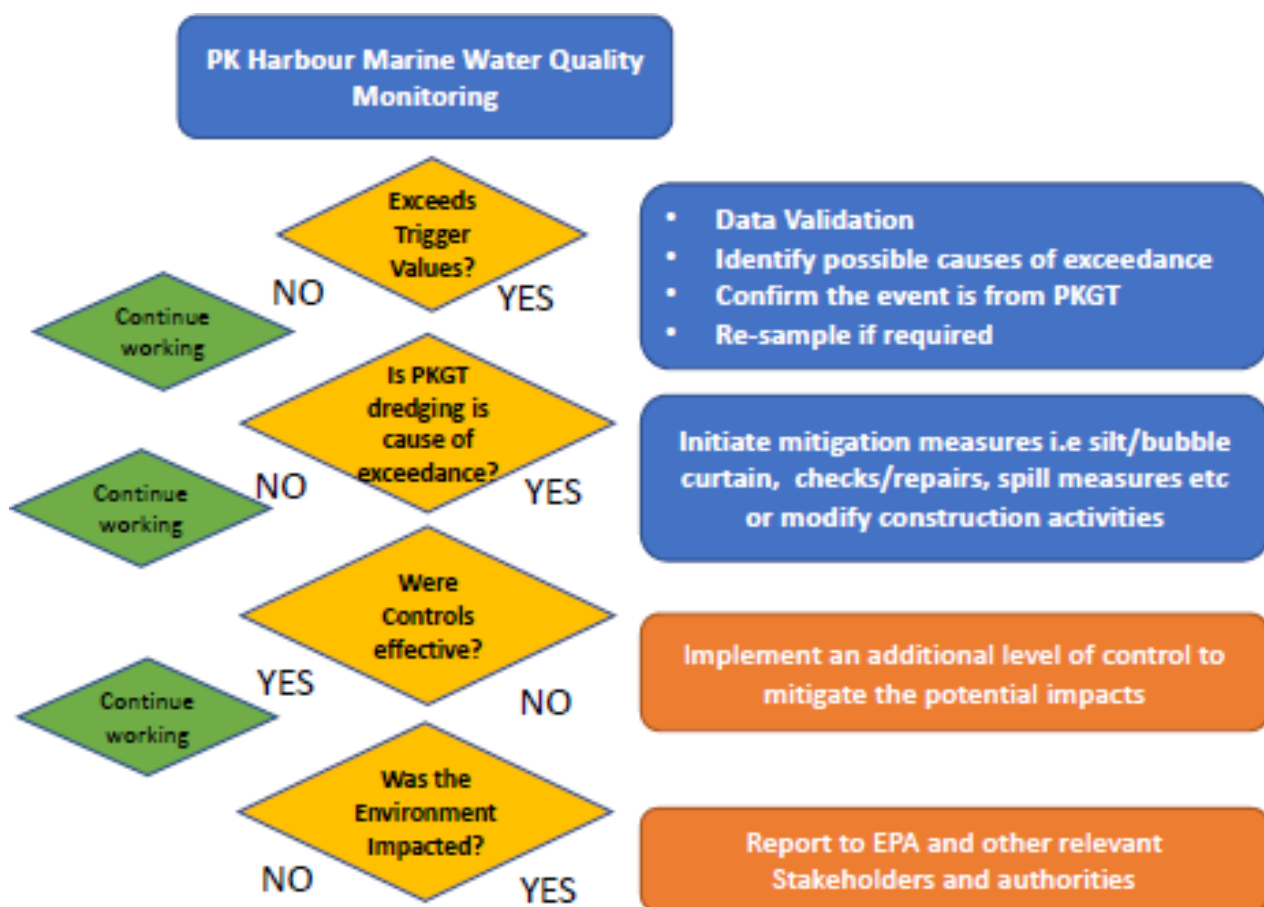 PK Harbour Marine Water Quality
Monitoring
Exceeds
Trigger
Values?
NO
YES
Continue
working
• Data Validation
• Identify possible causes of exceedance
• Confirm the event is from PKGT
• Re-sample if required
Is PKGT
dredging is
cause of
exceedance?
NO
YES
Continue
working
Initiate mitigation measures i.e silt/bubble
curtain, checks/repairs, spill measures etc
or modify construction activities
Were
Controls
effective?
YES
NO
Continue
working
Implement an additional level of control to
mitigate the potential impacts
Was the
Environment
Impacted?
NO
YES
Report to EPA and other relevant
Stakeholders and authorities